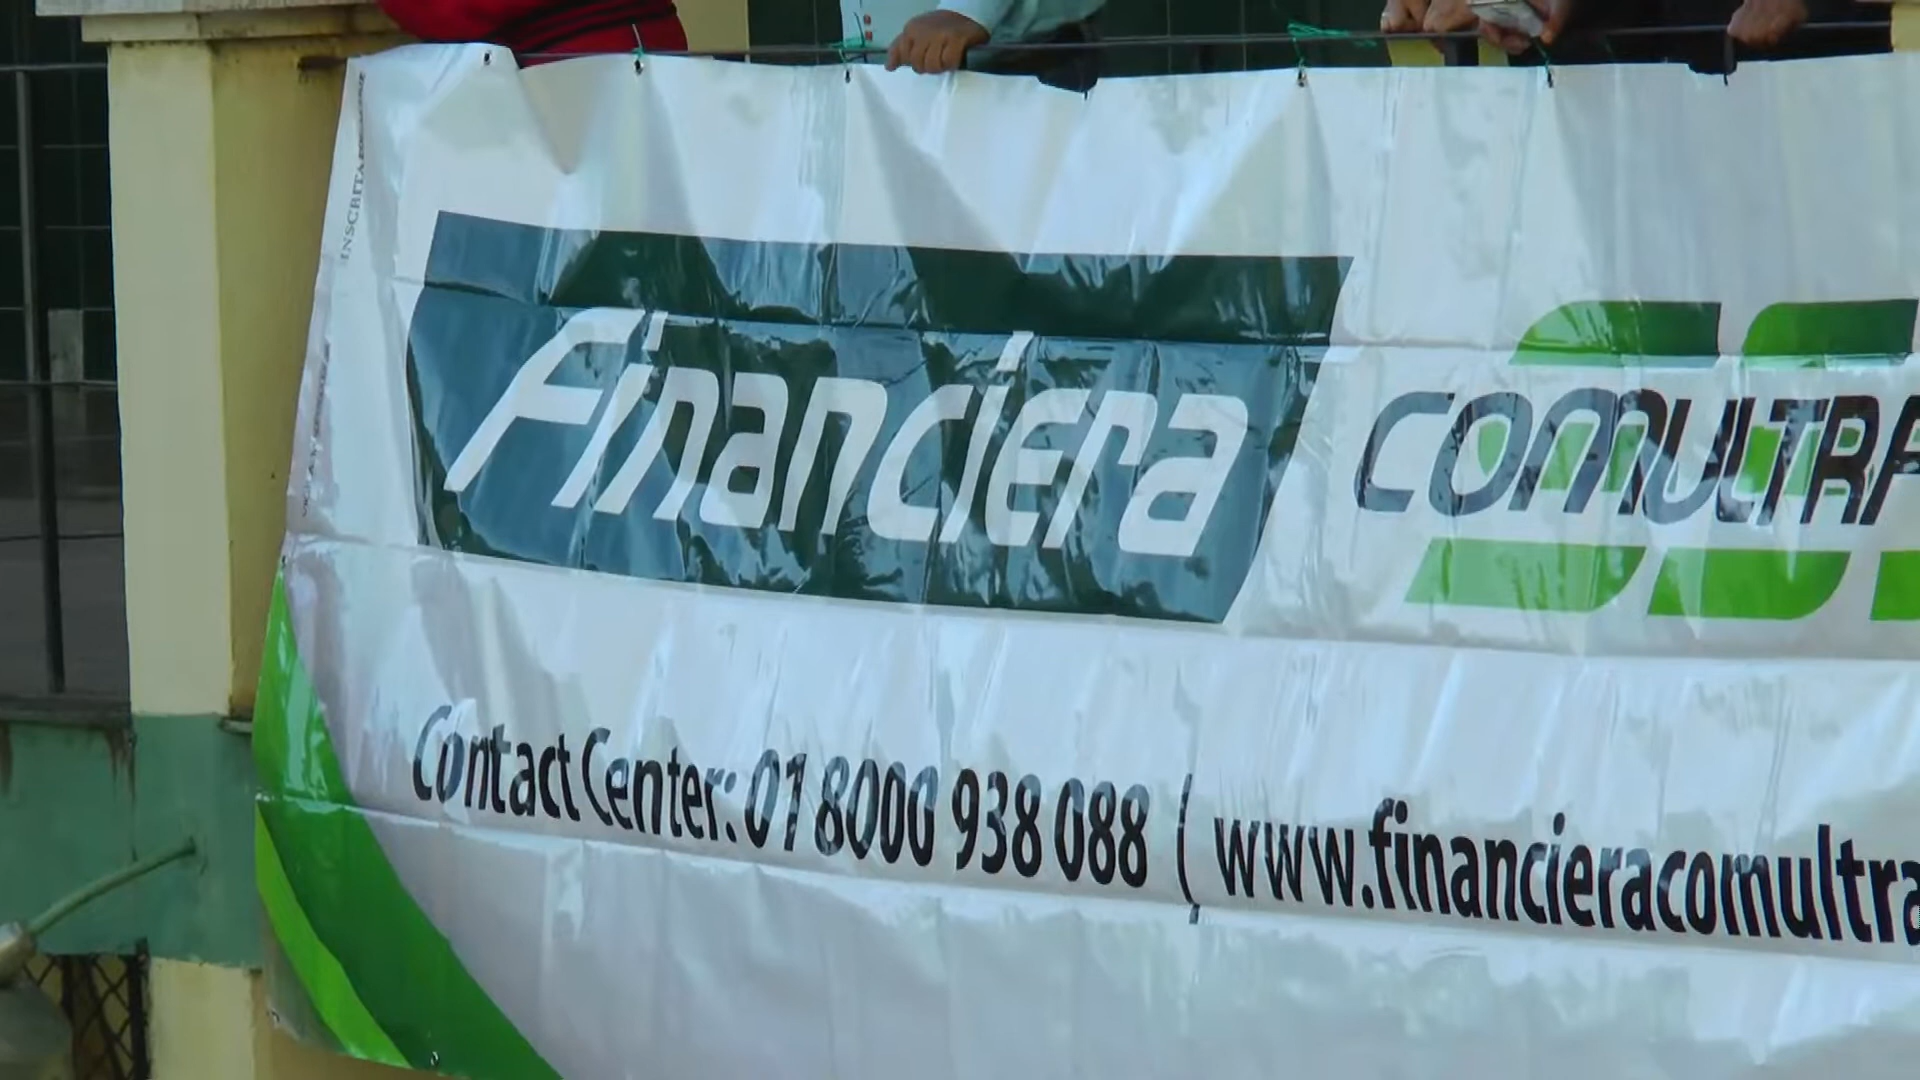 Financiera
COMULTRA
Contact Center: 01 8000 938 088 | www.financieracomultra